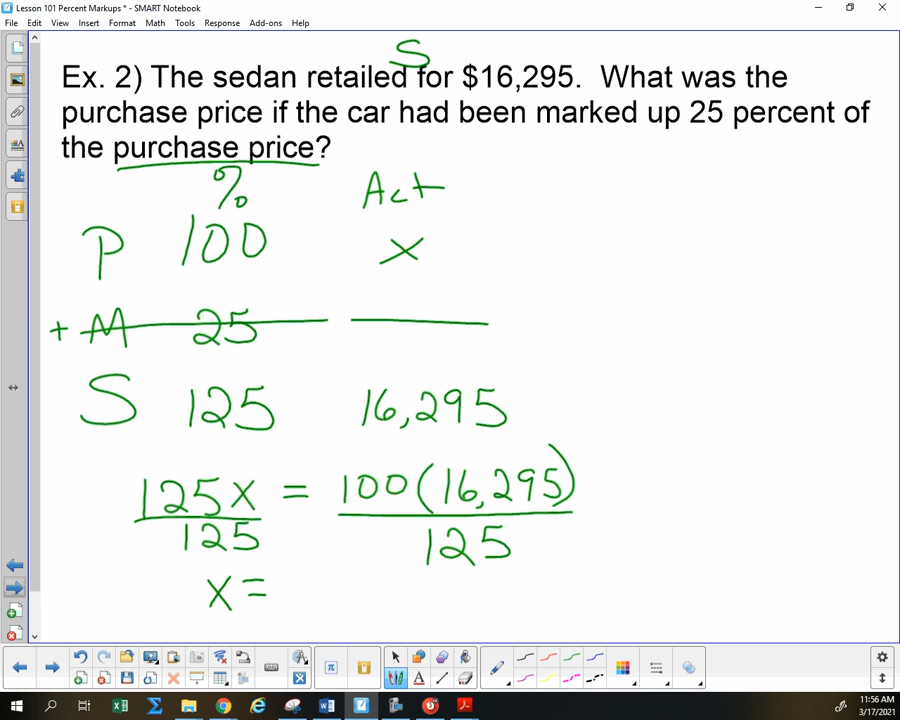 Lesson 101 Percent Markups * - SMART Notebook
File Edit View Insert Format Math Tools Response Add-ons Help
S
Ex. 2) The sedan retailed for $16,295. What was the
purchase price if the car had been marked up 25 percent of
the purchase price?
% Act
P 100 x
+ M 25
S 125 16,295
125x = 100(16,295)
125 125
x =
11:56 AM
3/17/2021